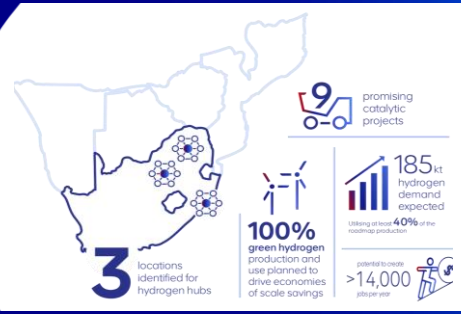 9
promising
catalytic
projects
185kt
hydrogen
demand
expected
Utilising at least 40% of the
roadmap production
100%
green hydrogen
production and
use planned to
drive economies
of scale savings
3
locations
identified for
hydrogen hubs
potential to create
>14,000
jobs per year